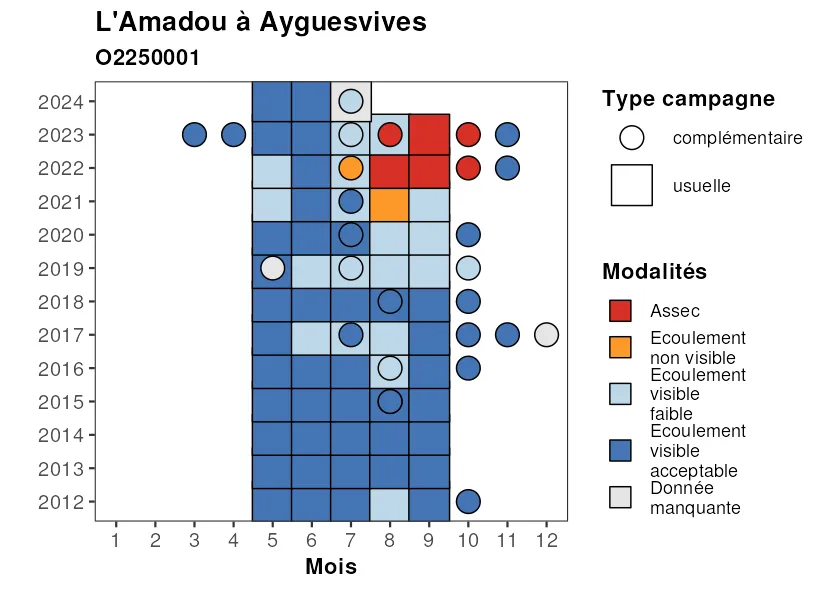 L'Amadou à Ayguesvives
O2250001
2024
2023
2022
2021
2020
2019
2018
2017
2016
2015
2014
2013
2012
1 2 3 4 5 6 7 8 9 10 11 12
Mois
Type campagne
complémentaire
usuelle
Modalités
Assec
Ecoulement
non visible
Ecoulement
visible
faible
Ecoulement
visible
acceptable
Donnée
manquante